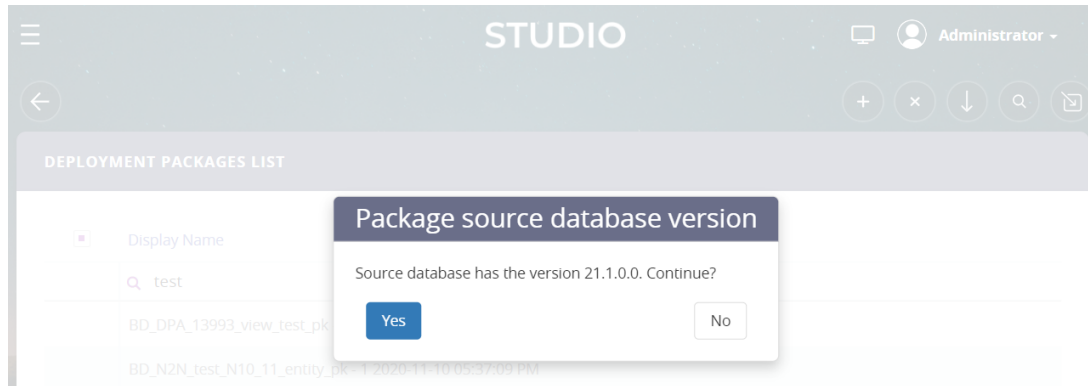 STUDIO
Administrator
DEPLOYMENT PACKAGES LIST
Package source database version
Display Name
Source database has the version 21.1.0.0. Continue?
test
Yes
No
BD_DPA_13993_view_test_pk
BD_N2N_test_N10_11_entity_pk - 1 2020-11-10 05:37:09 PM